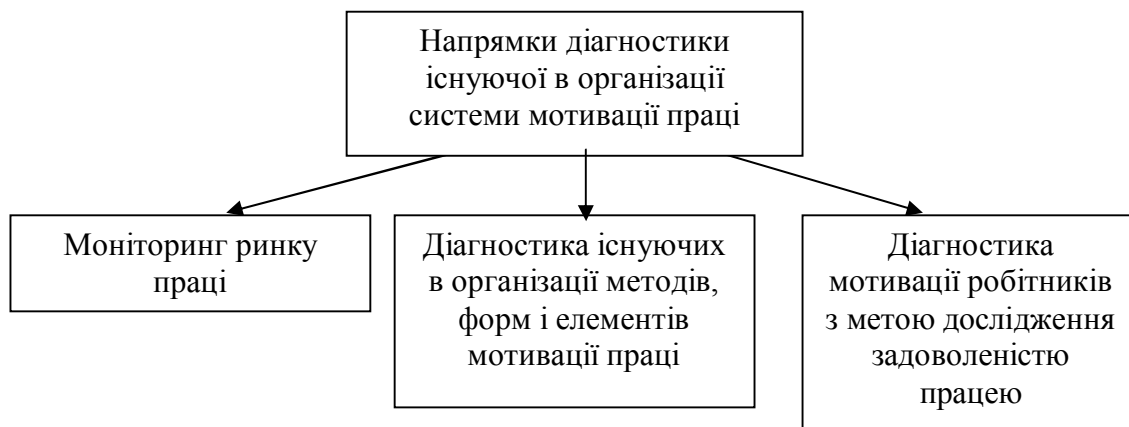 Напрямки діагностики
існуючої в організації
системи мотивації праці
Моніторинг ринку
праці
Діагностика існуючих
в організації методів,
форм і елементів
мотивації праці
Діагностика
мотивації робітників
з метою дослідження
задоволеністю
працею